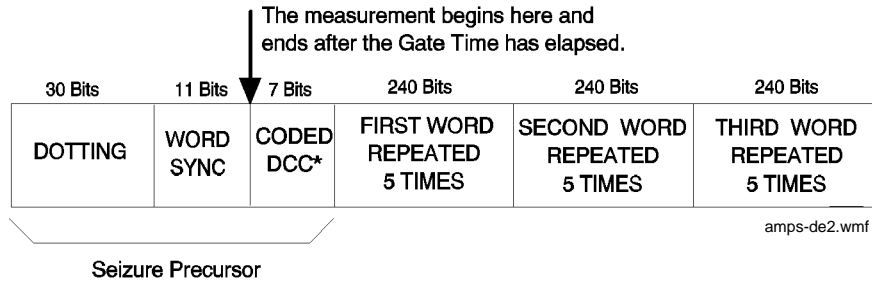 The measurement begins here and
ends after the Gate Time has elapsed.
30 Bits 11 Bits 7 Bits 240 Bits 240 Bits 240 Bits
DOTTING
WORD
SYNC
CODED
DCC*
FIRST WORD
REPEATED
5 TIMES
SECOND WORD
REPEATED
5 TIMES
THIRD WORD
REPEATED
5 TIMES
amps-de2.wmf
Seizure Precursor